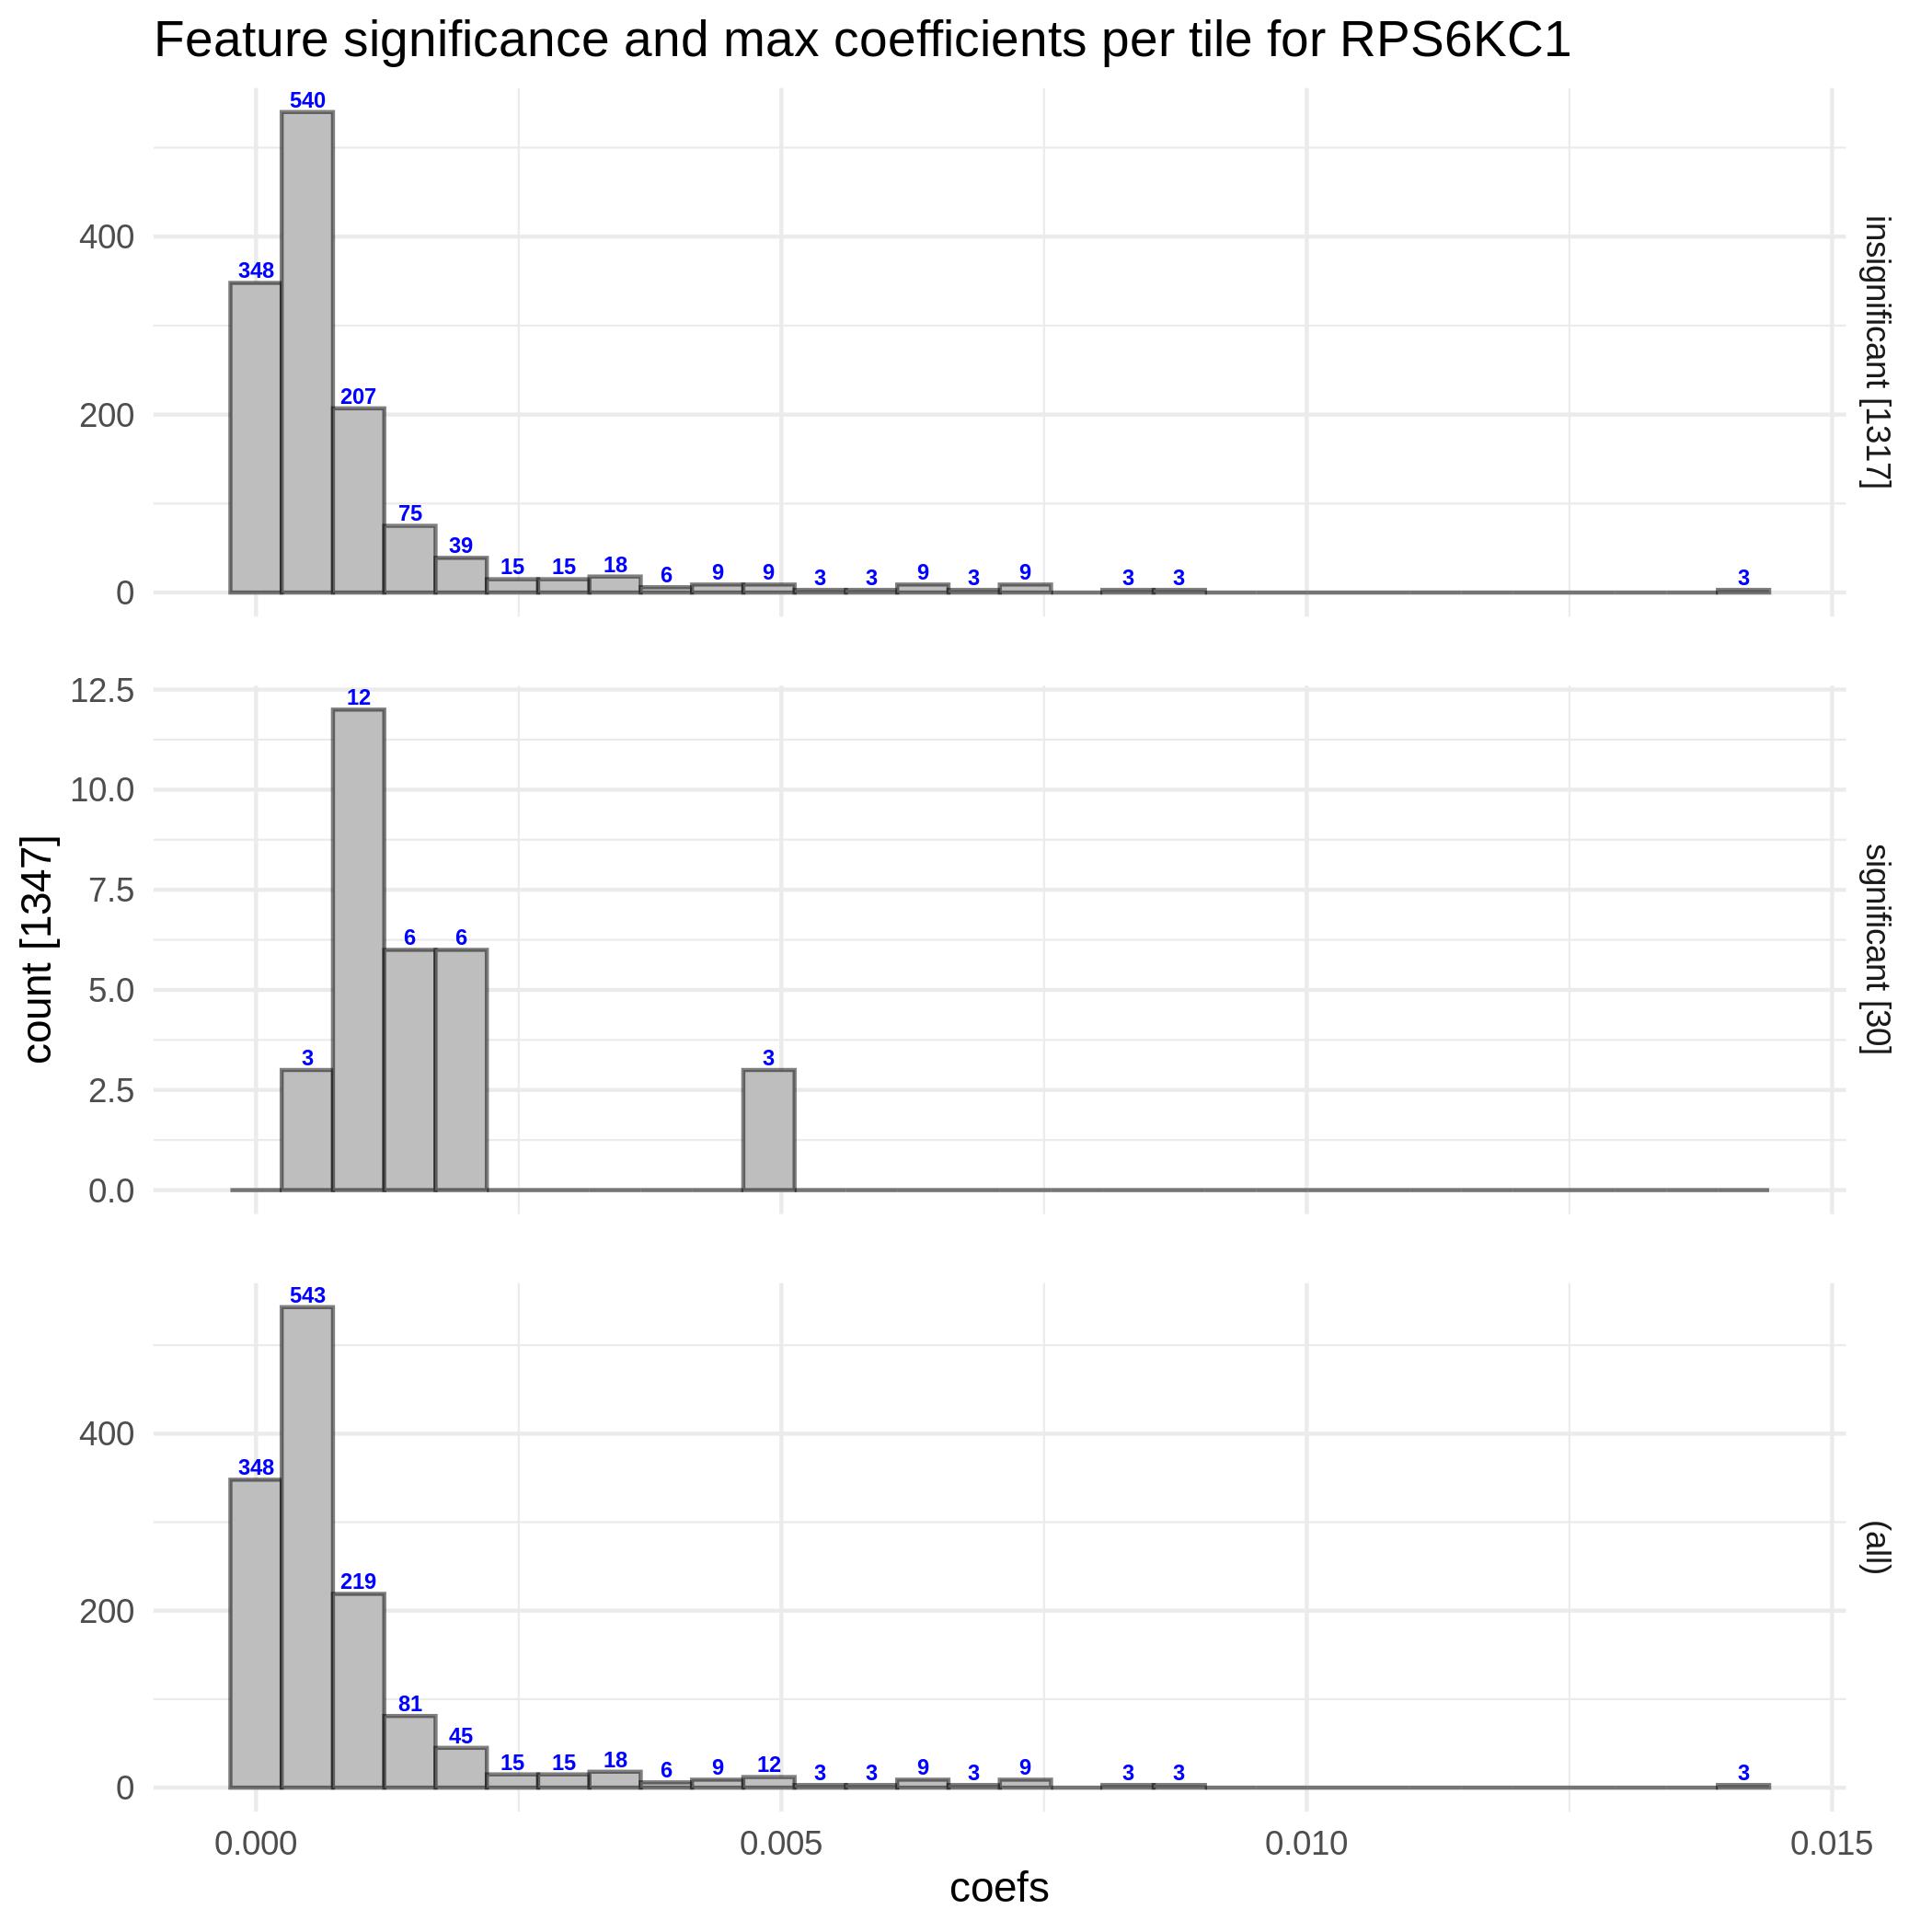 Feature significance and max coefficients per tile for RPS6KC1
540
348
207
75
39
15 15 18 6 9 9 3 3 9 3 9 3 3 3
400
200
0
insignificant [1317]
12.5
10.0
7.5
5.0
2.5
0.0
12
6 6
3 3
significant [30]
count [1347]
543
348
219
81
45
15 15 18 6 9 12 3 3 9 3 9 3 3 3
400
200
0
(all)
0.000 0.005 0.010 0.015
coefs